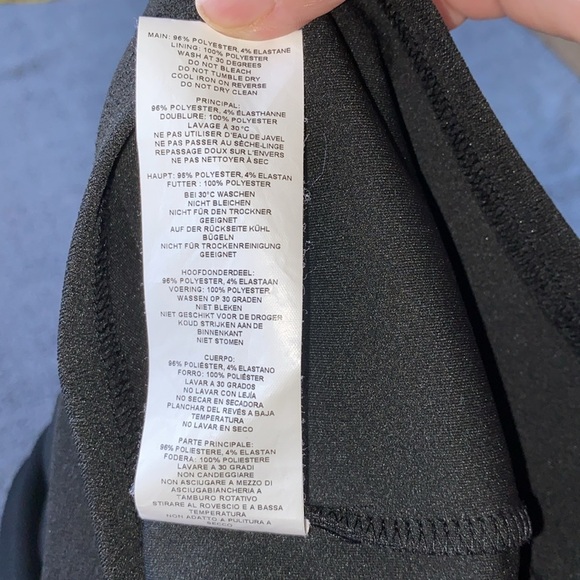 MAIN: 96% POLYESTER, 4% ELASTANE
LINING: 100% POLYESTER
WASH AT 30 DEGREES
DO NOT BLEACH
DO NOT TUMBLE DRY
COOL IRON ON REVERSE
DO NOT DRY CLEAN
PRINCIPAL:
96% POLYESTER, 4% ÉLASTHANNE
DOUBLURE: 100% POLYESTER
LAVAGE À 30°C
NE PAS UTILISER D'EAU DE JAVEL
NE PAS PASSER AU SÈCHE-LINGE
REPASSAGE DOUX SUR L'ENVERS
NE PAS NETTOYER À SEC
HAUPT: 96% POLYESTER, 4% ELASTAN
FUTTER : 100% POLYESTER
BEI 30°C WASCHEN
NICHT BLEICHEN
NICHT FÜR DEN TROCKNER
GEEIGNET
AUF DER RÜCKSEITE KÜHL
BÜGELN
NICHT FÜR TROCKENREINIGUNG
GEEIGNET
HOOFDONDERDEEL:
96% POLYESTER, 4% ELASTAAN
VOERING: 100% POLYESTER
WASSEN OP 30 GRADEN
NIET BLEKEN
NIET GESCHIKT VOOR DE DROGER
KOUD STRIJKEN AAN DE
BINNENKANT
NIET STOMEN
CUERPO:
96% POLIÉSTER, 4% ELASTANO
FORRO: 100% POLIÉSTER
LAVAR A 30 GRADOS
NO LAVAR CON LEJÍA
NO SECAR EN SECADORA
PLANCHAR DEL REVÉS A BAJA
TEMPERATURA
NO LAVAR EN SECO
PARTE PRINCIPALE:
96% POLIESTERE, 4% ELASTAN
FODERA: 100% POLIESTERE
LAVARE A 30 GRADI
NON CANDEGGIARE
NON ASCIUGARE A MEZZO DI
ASCIUGABIANCHERIA A
TAMBURO ROTATIVO
STIRARE AL ROVESCIO E A BASSA
TEMPERATURA
NON ADATTO A PULITURA A
SECCO